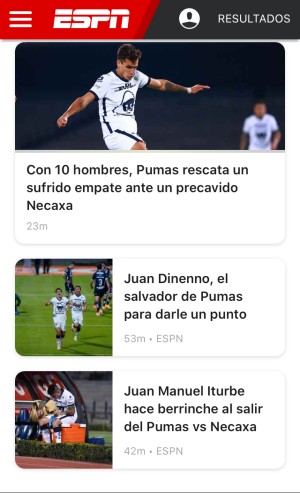 ESPN
RESULTADOS
Con 10 hombres, Pumas rescata un
sufrido empate ante un precavido
Necaxa
23m
Juan Dinenno, el
salvador de Pumas
para darle un punto
53m • ESPN
Juan Manuel Iturbe
hace berrinche al salir
del Pumas vs Necaxa
42m • ESPN